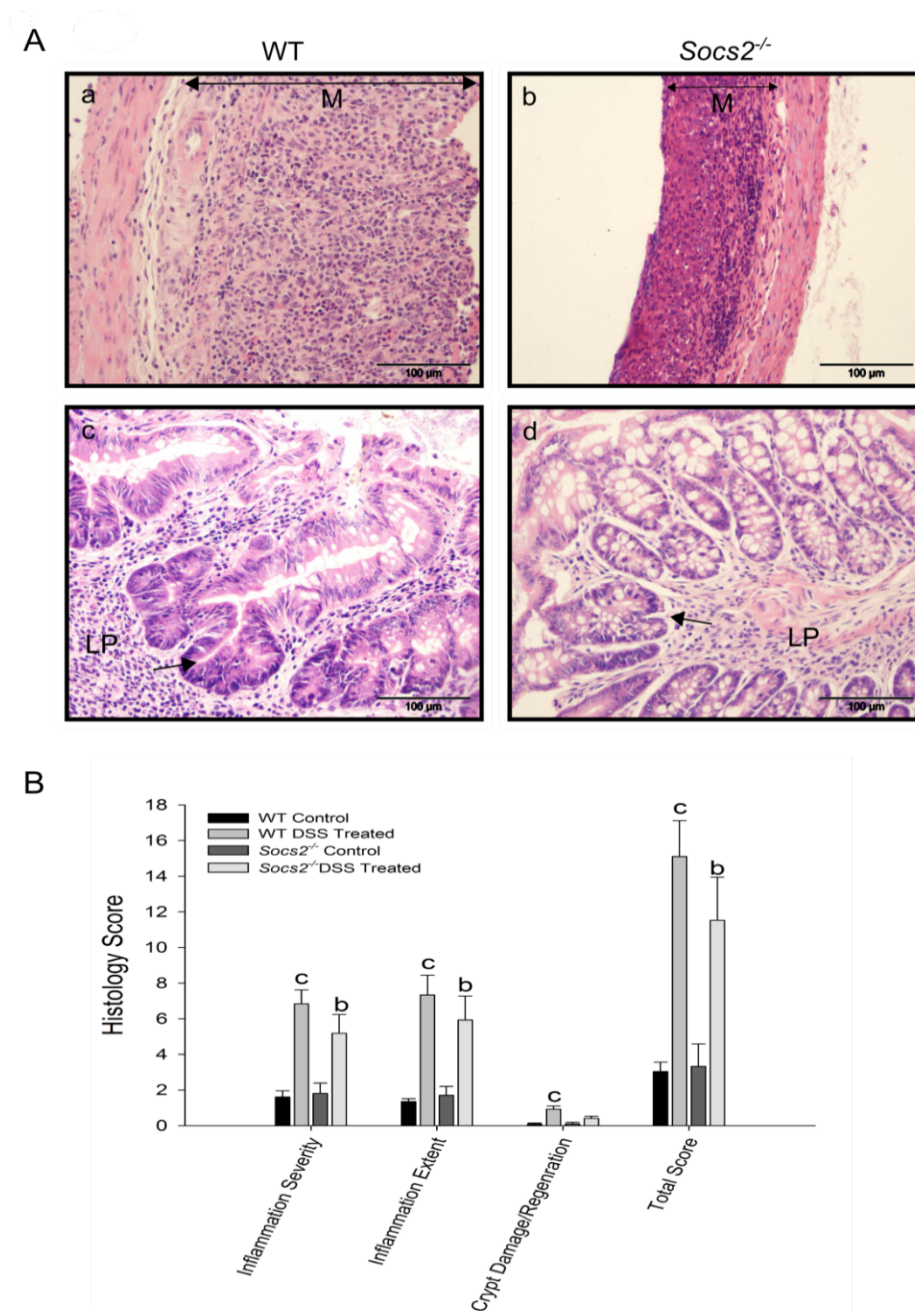 A
WT
Socs2-/-
a
M
100 µm
b
M
100 µm
c
LP
100 µm
d
LP
100 µm
B
18
16
14
12
10
8
6
4
2
0
Histology Score
WT Control
WT DSS Treated
Socs2-/- Control
Socs2-/-DSS Treated
c
b
c
b
c
c
b
Inflammation Severity
Inflammation Extent
Crypt Damage/Regenration
Total Score